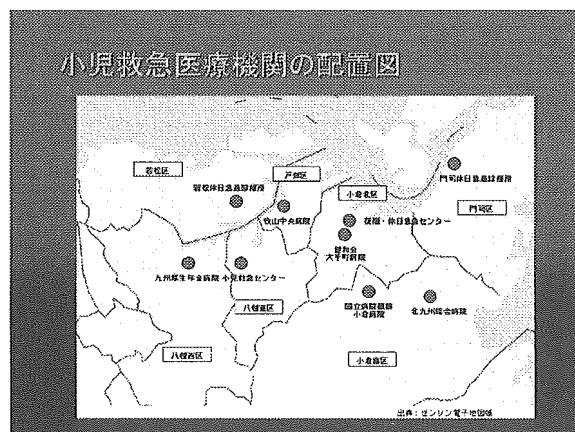 小児救急医療機関の配置図
若松区
戸畑区
小倉北区
門司休日急患診療所
若松休日急患診療所
牧山中央病院
門司区
夜間・休日急患センター
健和会
大手町病院
九州厚生年金病院
小児救急センター
国立病院機構
小倉病院
北九州総合病院
八幡東区
八幡西区
小倉南区
出典：ゼンリン電子地図帳